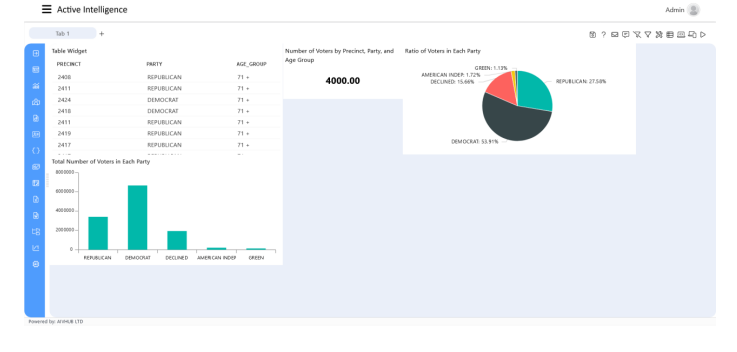 Active Intelligence
Admin
Tab 1
+
Table Widget
PRECINCT PARTY AGE_GROUP
2408 REPUBLICAN 71 +
2411 REPUBLICAN 71 +
2424 DEMOCRAT 71 +
2418 DEMOCRAT 71 +
2411 REPUBLICAN 71 +
2419 REPUBLICAN 71 +
2417 REPUBLICAN 71 +
Number of Voters by Precinct, Party, and
Age Group
4000.00
Ratio of Voters in Each Party
GREEN: 1.13%
AMERICAN INDEP: 1.72%
DECLINED: 15.66%
REPUBLICAN: 27.58%
DEMOCRAT: 53.91%
Total Number of Voters in Each Party
8000000
6000000
4000000
2000000
0
REPUBLICAN DEMOCRAT DECLINED AMERICAN INDEP GREEN
Powered by: AIVHUB LTD